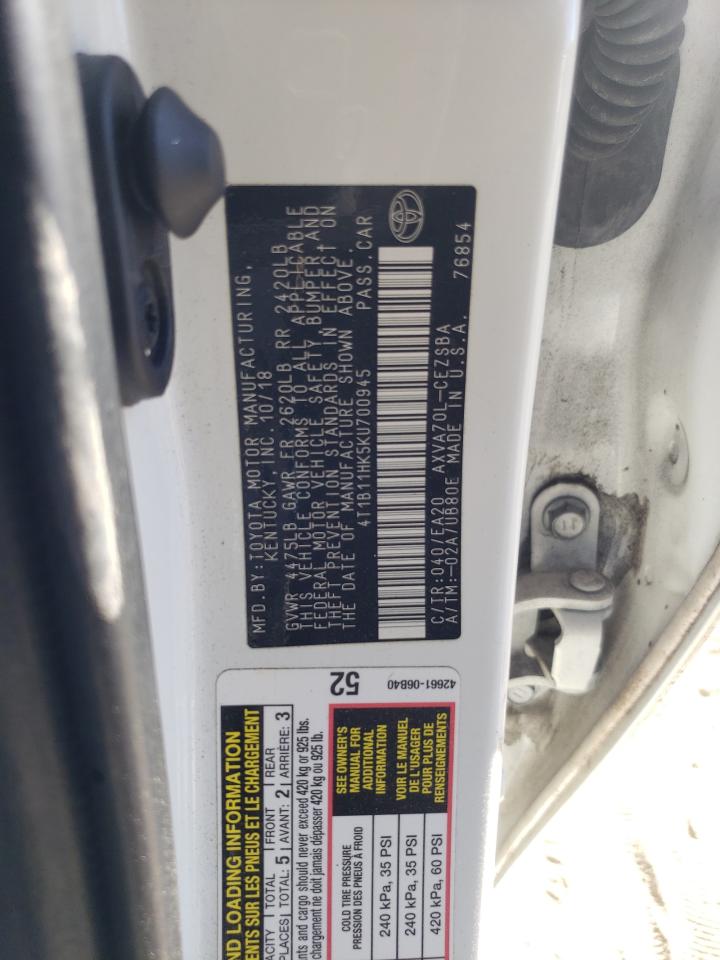 MFD. BY: TOYOTA MOTOR MANUFACTURING,
KENTUCKY, INC. 10/18
GVWR 4475LB GAWR FR 2620LB RR 2420LB
THIS VEHICLE CONFORMS TO ALL APPLICABLE
FEDERAL MOTOR VEHICLE SAFETY, BUMPER, AND
THEFT PREVENTION STANDARDS IN EFFECT ON
THE DATE OF MANUFACTURE SHOWN ABOVE.
4T1B11HK5KU700945 PASS. CAR
C/TR:040/EA20 AXVA70L-CEZSBA
A/TM:-02A/UB80E MADE IN U.S.A. 76854
ND LOADING INFORMATION
ENTS SUR LES PNEUS ET LE CHARGEMENT
ACITY | TOTAL | FRONT | REAR
PLACES | TOTAL: 5 | AVANT: 2 | ARRIÈRE: 3
nts and cargo should never exceed 420 kg or 925 lbs.
chargement ne doit jamais dépasser 420 kg ou 925 lb.
52
42661-06B40
COLD TIRE PRESSURE
PRESSION DES PNEUS À FROID
240 kPa, 35 PSI
240 kPa, 35 PSI
420 kPa, 60 PSI
SEE OWNER'S
MANUAL FOR
ADDITIONAL
INFORMATION
VOIR LE MANUEL
DE L'USAGER
POUR PLUS DE
RENSEIGNEMENTS
11